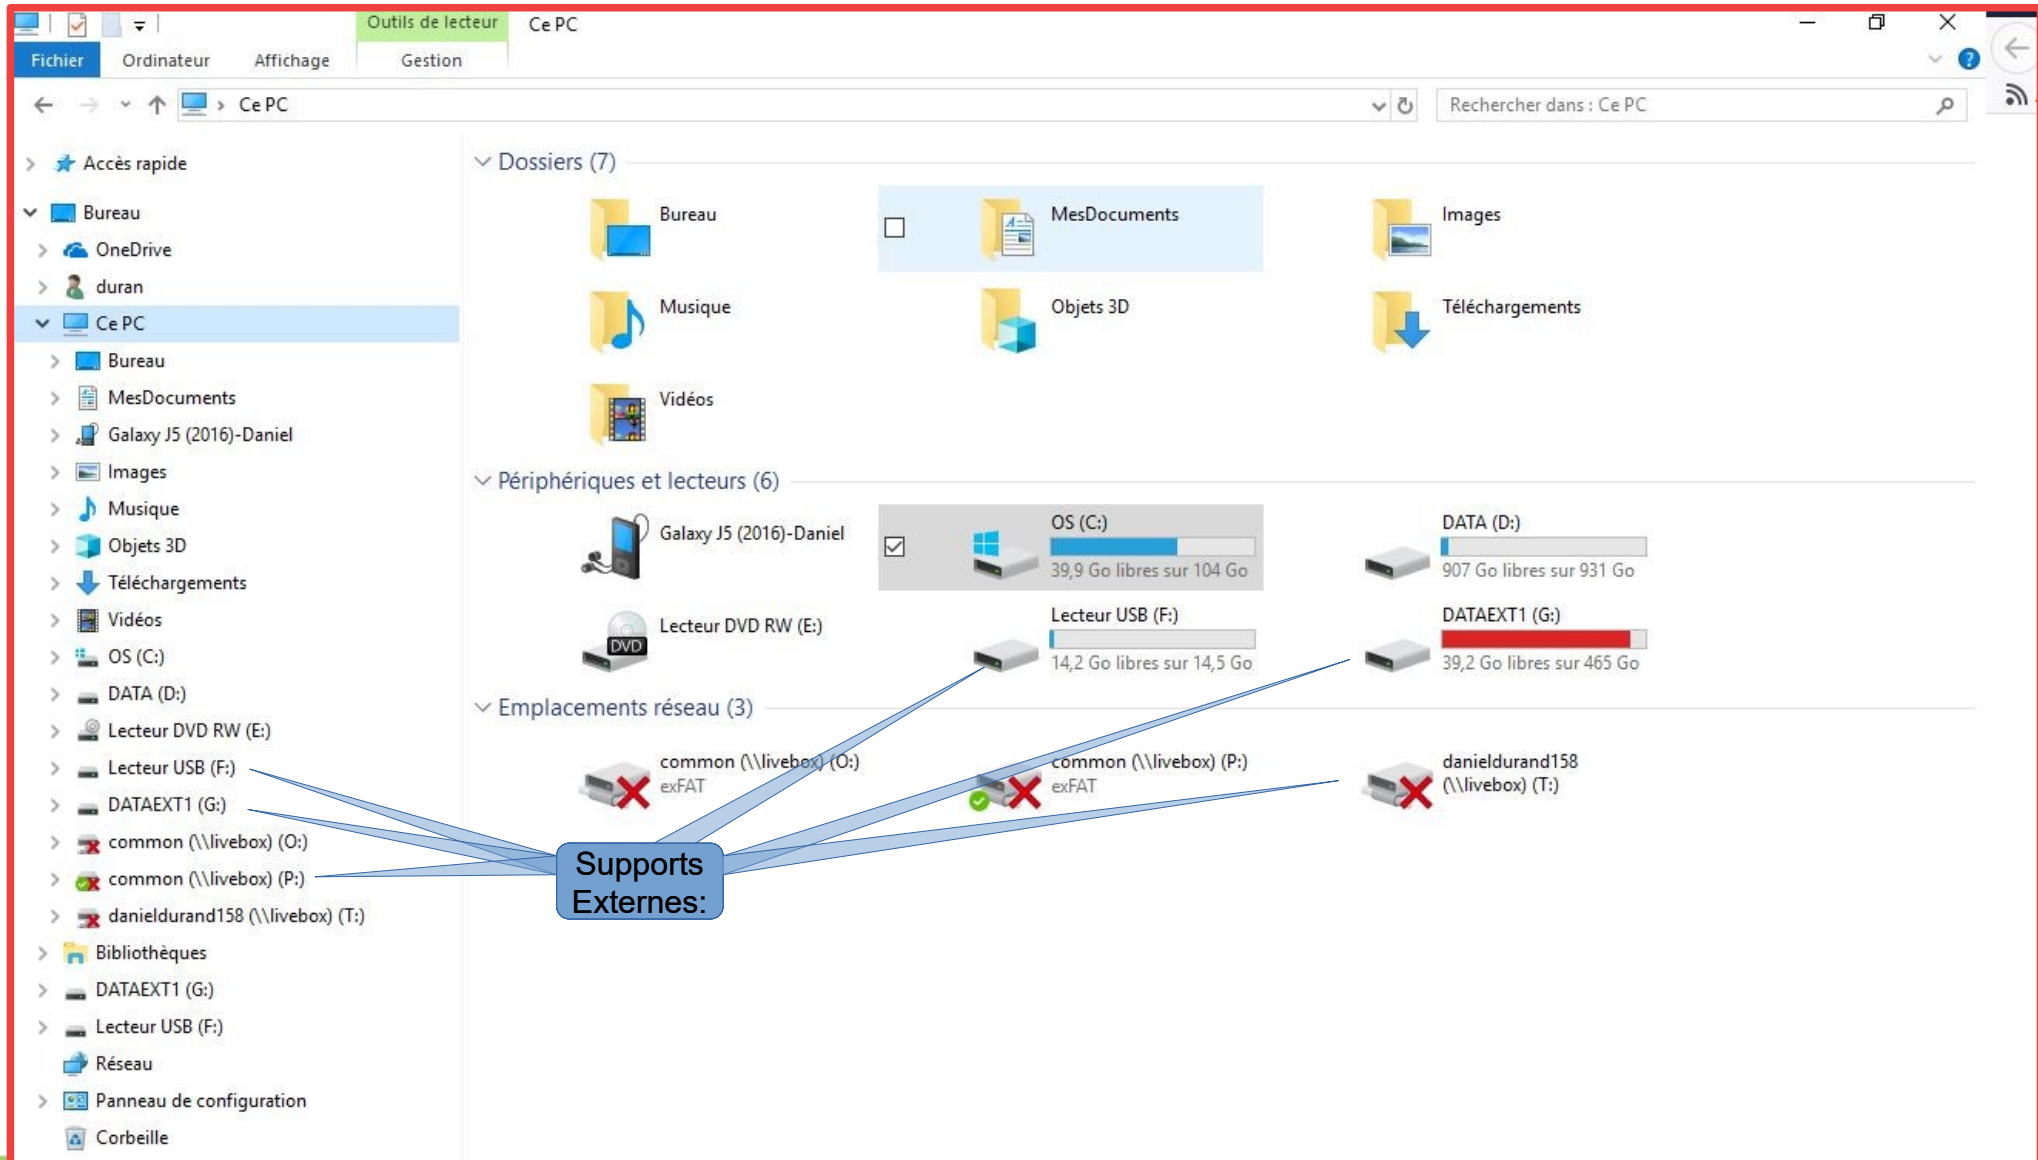 Outils de lecteur
Ce PC
Fichier
Ordinateur
Affichage
Gestion
Ce PC
Rechercher dans : Ce PC
Accès rapide
Bureau
OneDrive
duran
Ce PC
Bureau
MesDocuments
Galaxy J5 (2016)-Daniel
Images
Musique
Objets 3D
Téléchargements
Vidéos
OS (C:)
DATA (D:)
Lecteur DVD RW (E:)
Lecteur USB (F:)
DATAEXT1 (G:)
common (\\livebox) (O:)
common (\\livebox) (P:)
danieldurand158 (\\livebox) (T:)
Bibliothèques
DATAEXT1 (G:)
Lecteur USB (F:)
Réseau
Panneau de configuration
Corbeille
Dossiers (7)
Bureau
MesDocuments
Images
Musique
Objets 3D
Téléchargements
Vidéos
Périphériques et lecteurs (6)
Galaxy J5 (2016)-Daniel
OS (C:)
39,9 Go libres sur 104 Go
DATA (D:)
907 Go libres sur 931 Go
DVD
Lecteur DVD RW (E:)
Lecteur USB (F:)
14,2 Go libres sur 14,5 Go
DATAEXT1 (G:)
39,2 Go libres sur 465 Go
Emplacements réseau (3)
common (\\livebox) (O:)
exFAT
common (\\livebox) (P:)
exFAT
danieldurand158
(\\livebox) (T:)
Supports
Externes: